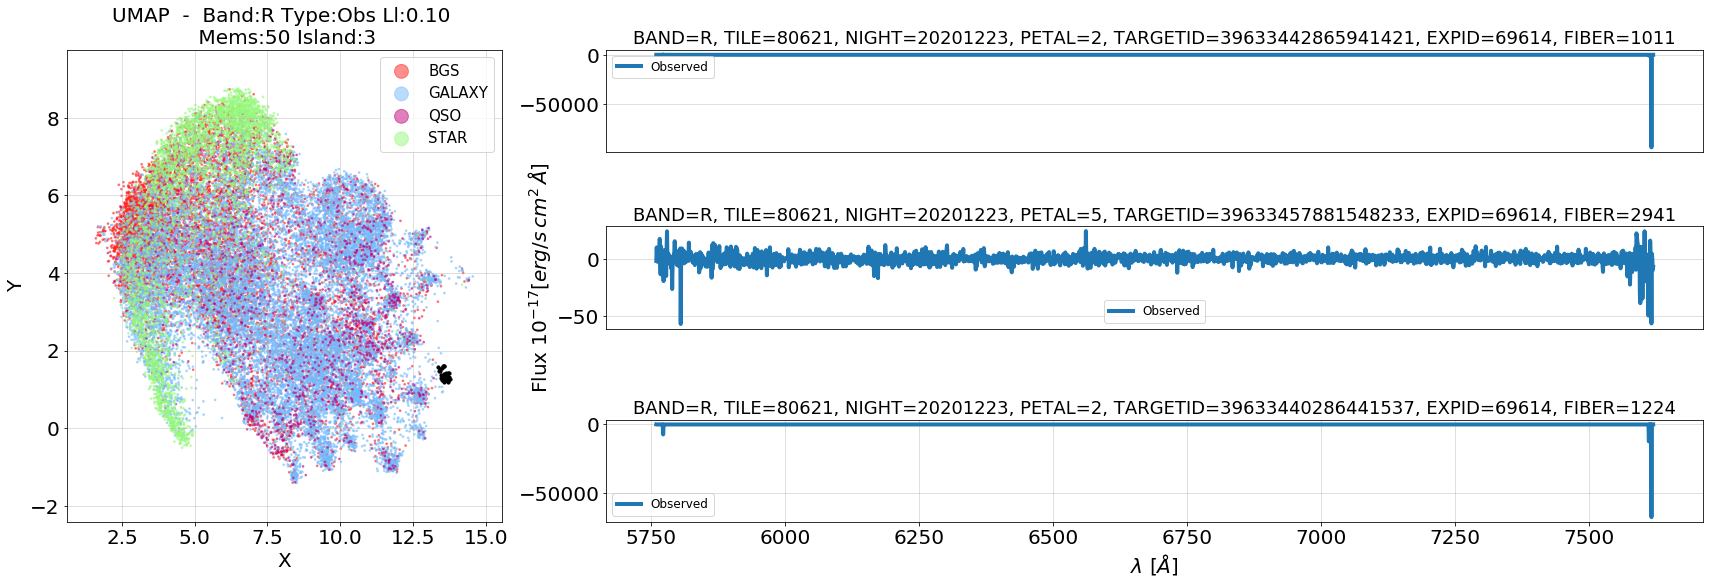 UMAP  -  Band:R Type:Obs Ll:0.10
Mems:50 Island:3
BGS
GALAXY
QSO
STAR
8
6
4
2
0
−2
Y
2.5 5.0 7.5 10.0 12.5 15.0
X
Flux 10⁻¹⁷[erg/s cm² Å]
BAND=R, TILE=80621, NIGHT=20201223, PETAL=2, TARGETID=39633442865941421, EXPID=69614, FIBER=1011
0
−50000
Observed
BAND=R, TILE=80621, NIGHT=20201223, PETAL=5, TARGETID=39633457881548233, EXPID=69614, FIBER=2941
0
−50
Observed
BAND=R, TILE=80621, NIGHT=20201223, PETAL=2, TARGETID=39633440286441537, EXPID=69614, FIBER=1224
0
−50000
Observed
5750 6000 6250 6500 6750 7000 7250 7500
λ [Å]